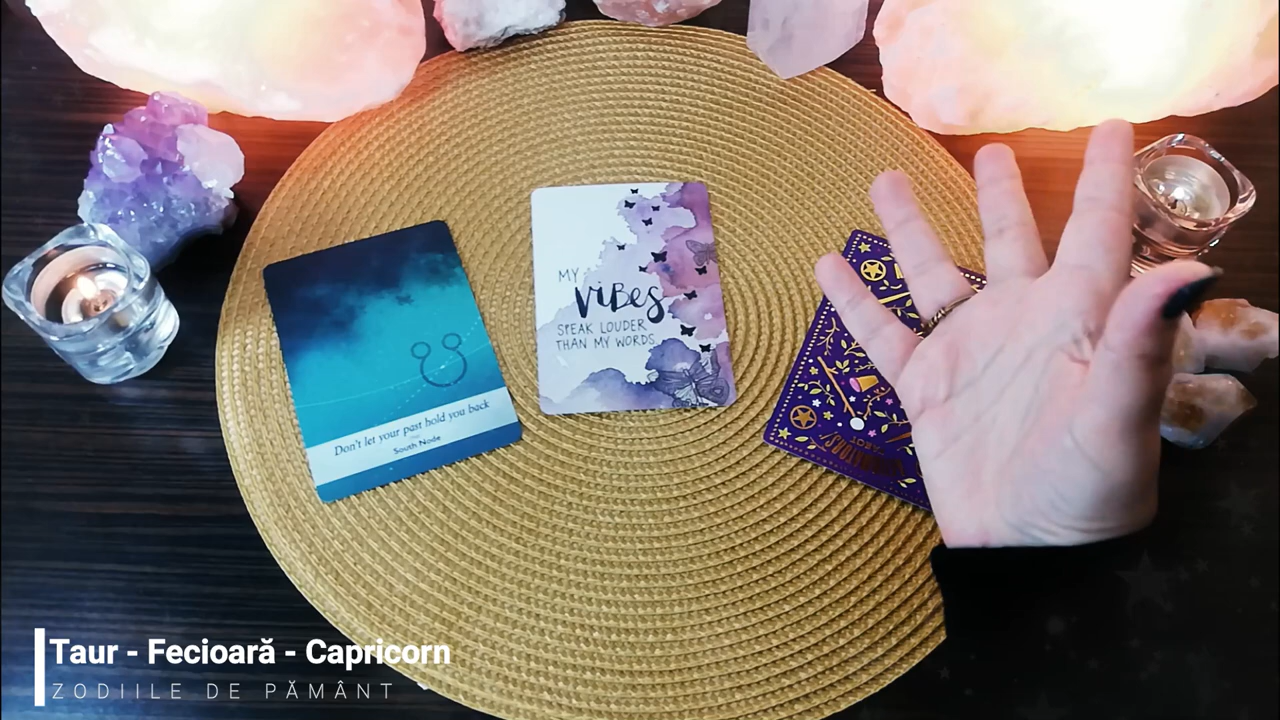 Don't let your past hold you back
South Node
MY
VIBES
SPEAK LOUDER
THAN MY WORDS
TAROT
Taur - Fecioară - Capricorn
ZODIILE DE PĂMÂNT